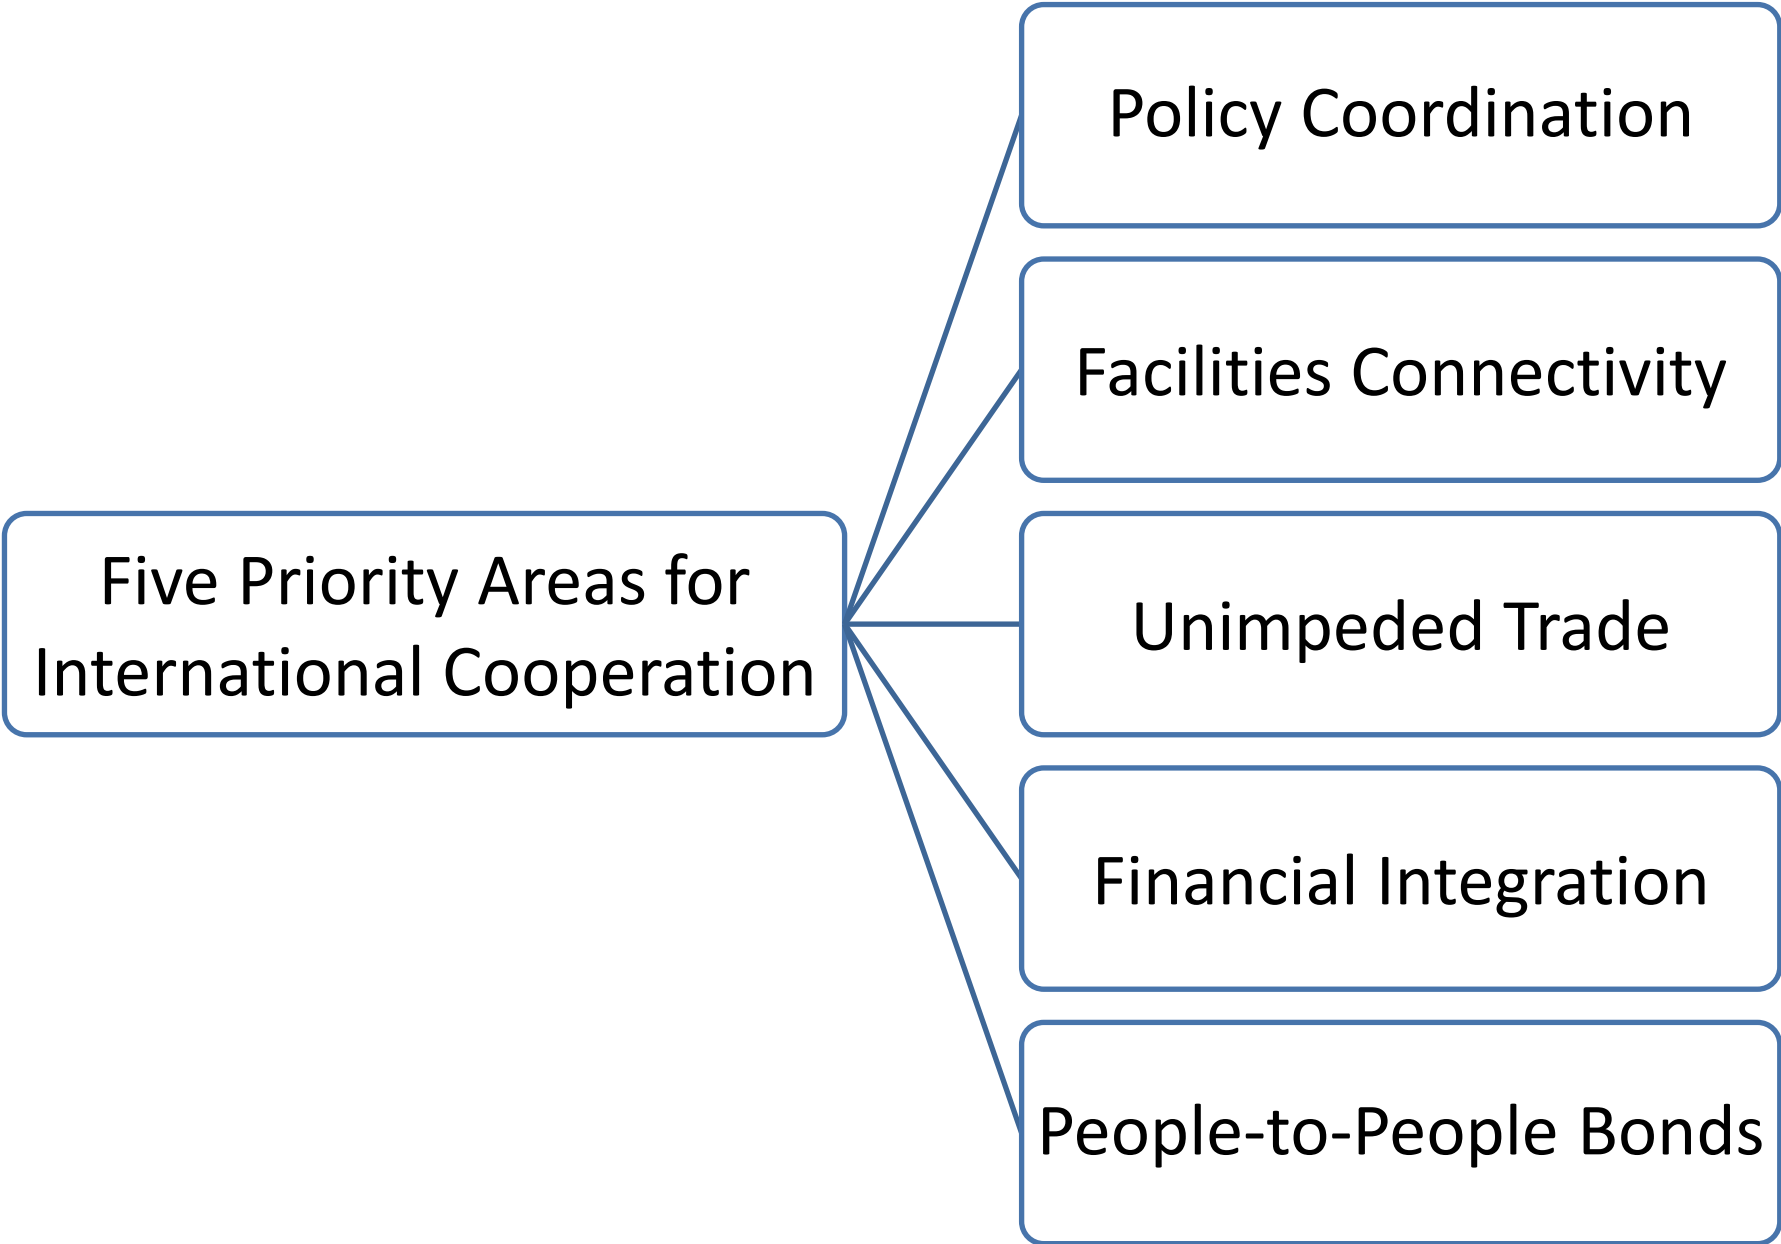 Five Priority Areas for
International Cooperation
Policy Coordination
Facilities Connectivity
Unimpeded Trade
Financial Integration
People-to-People Bonds